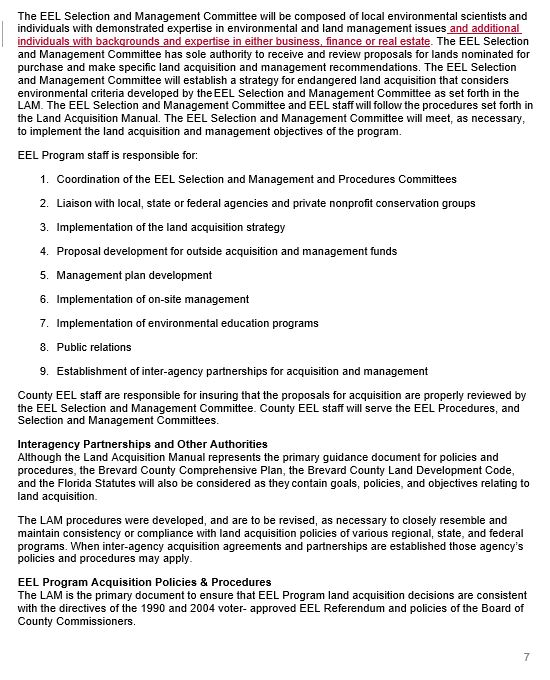 The EEL Selection and Management Committee will be composed of local environmental scientists and
individuals with demonstrated expertise in environmental and land management issues and additional
individuals with backgrounds and expertise in either business, finance or real estate. The EEL Selection
and Management Committee has sole authority to receive and review proposals for lands nominated for
purchase and make specific land acquisition and management recommendations. The EEL Selection
and Management Committee will establish a strategy for endangered land acquisition that considers
environmental criteria developed by the EEL Selection and Management Committee as set forth in the
LAM. The EEL Selection and Management Committee and EEL staff will follow the procedures set forth in
the Land Acquisition Manual. The EEL Selection and Management Committee will meet, as necessary,
to implement the land acquisition and management objectives of the program.
EEL Program staff is responsible for:
1. Coordination of the EEL Selection and Management and Procedures Committees
2. Liaison with local, state or federal agencies and private nonprofit conservation groups
3. Implementation of the land acquisition strategy
4. Proposal development for outside acquisition and management funds
5. Management plan development
6. Implementation of on-site management
7. Implementation of environmental education programs
8. Public relations
9. Establishment of inter-agency partnerships for acquisition and management
County EEL staff are responsible for insuring that the proposals for acquisition are properly reviewed by
the EEL Selection and Management Committee. County EEL staff will serve the EEL Procedures, and
Selection and Management Committees.
Interagency Partnerships and Other Authorities
Although the Land Acquisition Manual represents the primary guidance document for policies and
procedures, the Brevard County Comprehensive Plan, the Brevard County Land Development Code,
and the Florida Statutes will also be considered as they contain goals, policies, and objectives relating to
land acquisition.
The LAM procedures were developed, and are to be revised, as necessary to closely resemble and
maintain consistency or compliance with land acquisition policies of various regional, state, and federal
programs. When inter-agency acquisition agreements and partnerships are established those agency's
policies and procedures may apply.
EEL Program Acquisition Policies & Procedures
The LAM is the primary document to ensure that EEL Program land acquisition decisions are consistent
with the directives of the 1990 and 2004 voter- approved EEL Referendum and policies of the Board of
County Commissioners.
7